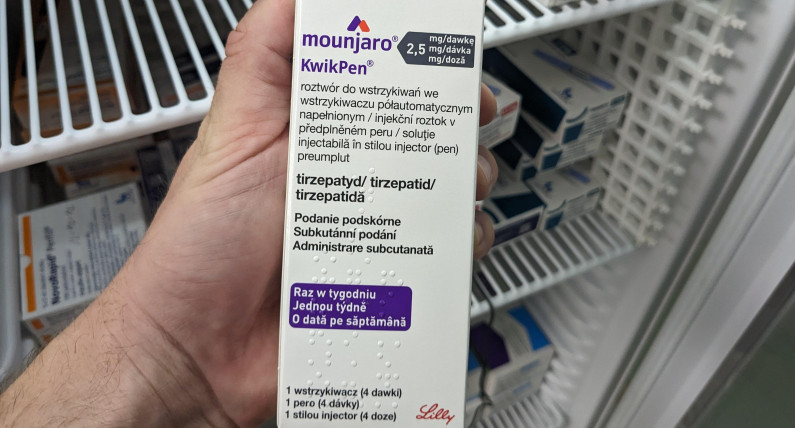 mounjaro®
KwikPen®
2,5 mg/dawkę
mg/dávka
mg/doză
roztwór do wstrzykiwań we
wstrzykiwaczu półautomatycznym
napełnionym / injekční roztok v
předplněném peru / soluţie
injectabilă în stilou injector (pen)
preumplut
tirzepatyd/ tirzepatid/
tirzepatidă
Podanie podskórne
Subkutánní podání
Administrare subcutanată
Raz w tygodniu
Jednou týdně
O dată pe săptămână
1 wstrzykiwacz (4 dawki)
1 pero (4 dávky)
1 stilou injector (4 doze)
Lilly
NovoRapid